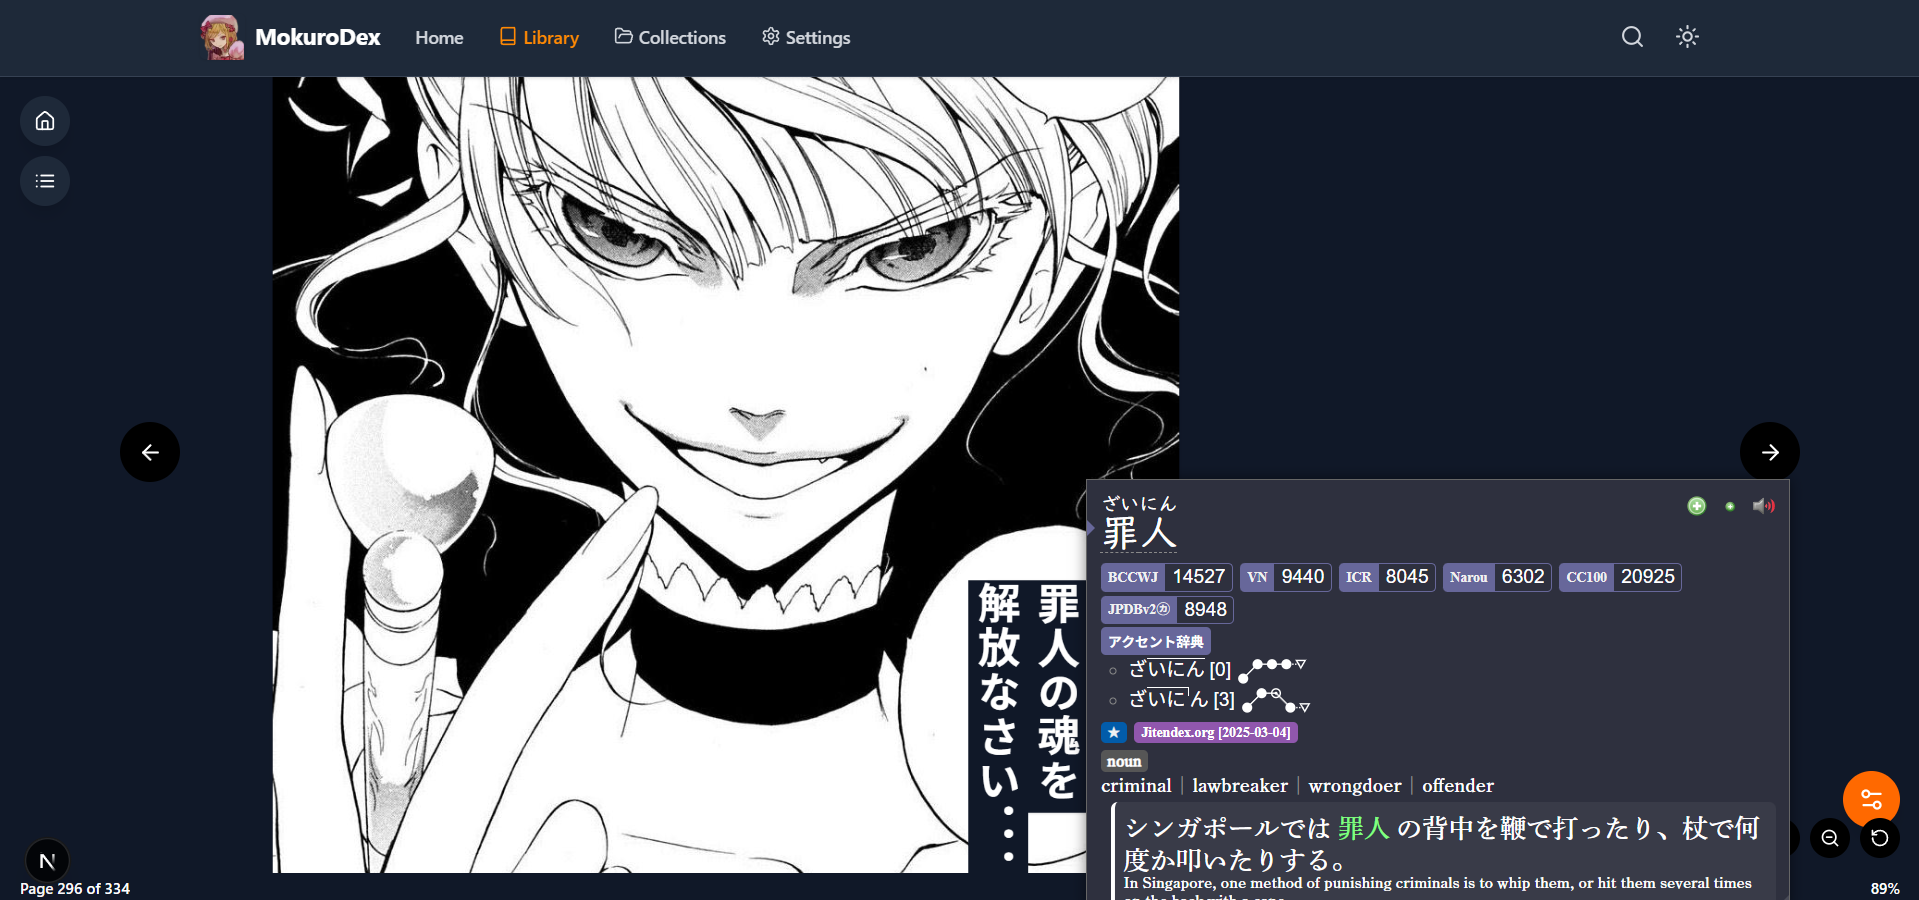 MokuroDex
Home
Library
Collections
Settings
罪人の魂を
解放なさい…
ざいにん
罪人
BCCWJ 14527
VN 9440
ICR 8045
Narou 6302
CC100 20925
JPDBv2㋕ 8948
アクセント辞典
ざいにん [0]
ざいにん [3]
★ Jitendex.org [2025-03-04]
noun
criminal | lawbreaker | wrongdoer | offender
シンガポールでは罪人の背中を鞭で打ったり、杖で何
度か叩いたりする。
In Singapore, one method of punishing criminals is to whip them, or hit them several times
on the back with a cane.
N
Page 296 of 334
89%